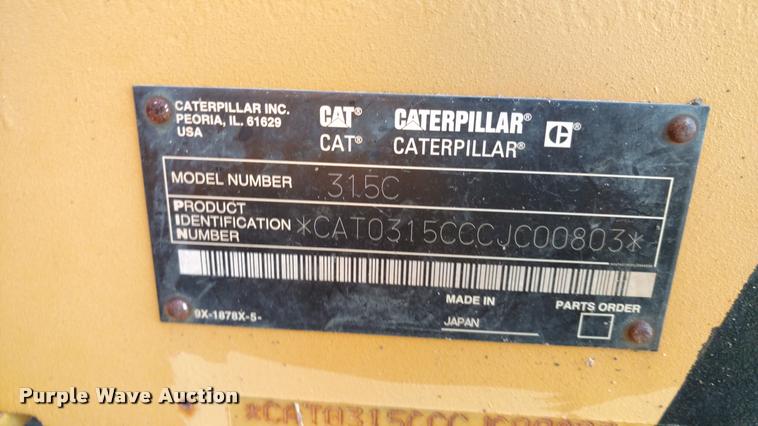 CATERPILLAR INC.
PEORIA, IL. 61629
USA
CAT® CATERPILLAR® C®
CAT® CATERPILLAR®
MODEL NUMBER 315C
PRODUCT
IDENTIFICATION
NUMBER
*CAT0315CCCJC00803*
MADE IN
JAPAN
PARTS ORDER
9X-1878X-5-
Purple Wave Auction
*CAT0315CCCJC00803